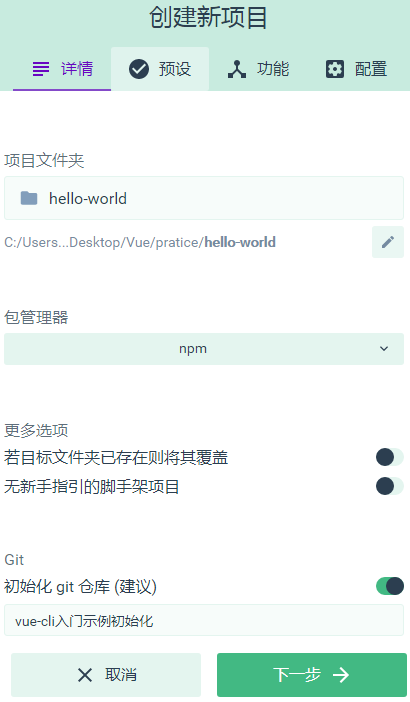 创建新项目
详情 预设 功能 配置
项目文件夹
hello-world
C:/Users...Desktop/Vue/pratice/hello-world
包管理器
npm
更多选项
若目标文件夹已存在则将其覆盖
无新手指引的脚手架项目
Git
初始化 git 仓库 (建议)
vue-cli入门示例初始化
取消 下一步